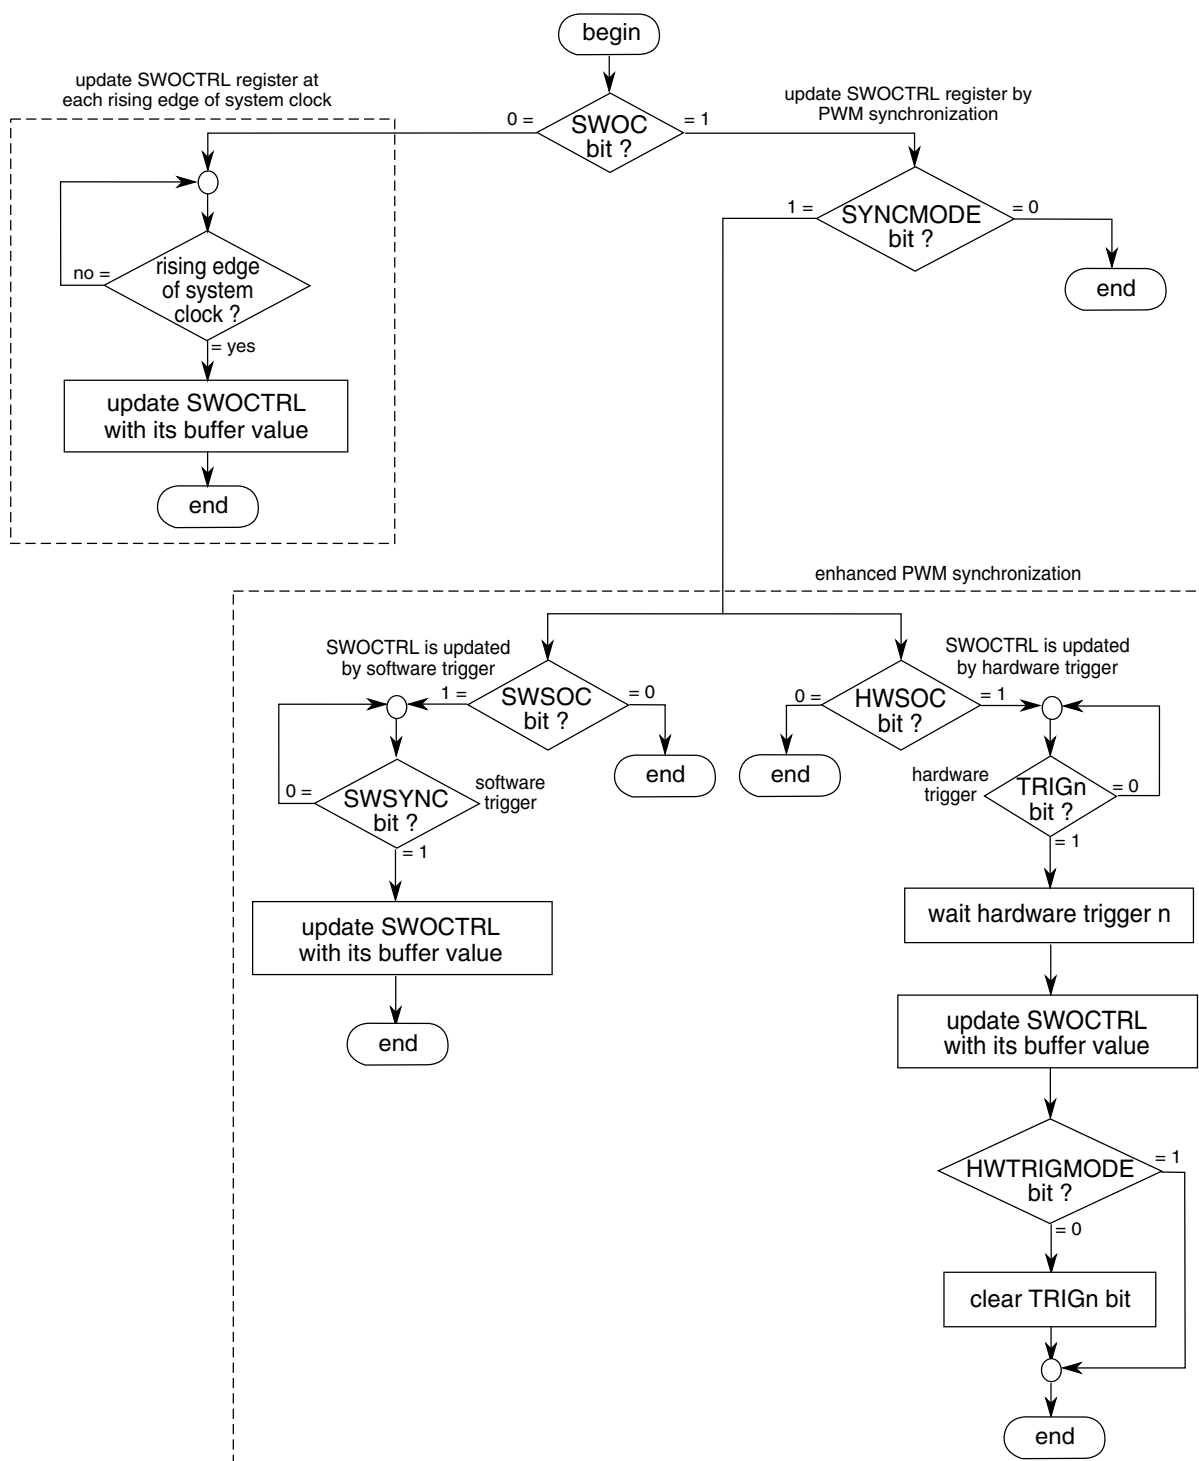 begin
update SWOCTRL register at
each rising edge of system clock
update SWOCTRL register by
PWM synchronization
0 =
SWOC
bit ?
= 1
1 =
SYNCMODE
bit ?
= 0
end
no =
rising edge
of system
clock ?
= yes
update SWOCTRL
with its buffer value
end
enhanced PWM synchronization
SWOCTRL is updated
by software trigger
1 =
SWSOC
bit ?
= 0
end
0 =
SWSYNC
bit ?
software
trigger
= 1
update SWOCTRL
with its buffer value
end
SWOCTRL is updated
by hardware trigger
0 =
HWSOC
bit ?
= 1
end
hardware
trigger
TRIGn
bit ?
= 0
= 1
wait hardware trigger n
update SWOCTRL
with its buffer value
HWTRIGMODE
bit ?
= 1
= 0
clear TRIGn bit
end